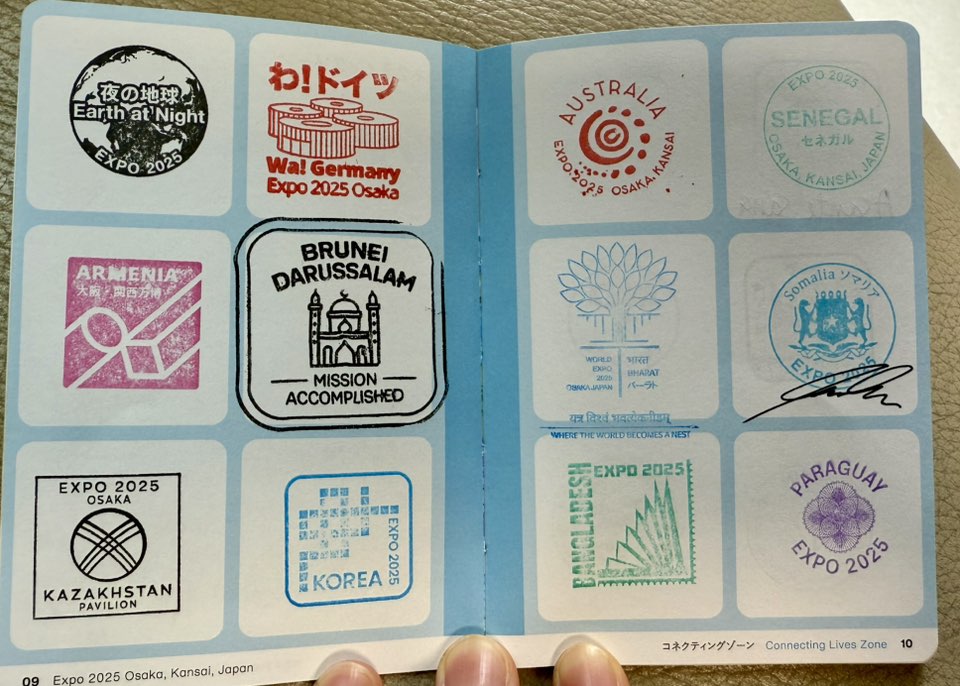 夜の地球
Earth at Night
EXPO 2025
わ!ドイツ
Wa! Germany
Expo 2025 Osaka
ARMENIA
大阪・関西万博
BRUNEI
DARUSSALAM
MISSION
ACCOMPLISHED
EXPO 2025
OSAKA
KAZAKHSTAN
PAVILION
EXPO 2025
KOREA
09 Expo 2025 Osaka, Kansai, Japan
AUSTRALIA
EXPO 2025 OSAKA, KANSAI
EXPO 2025
SENEGAL
セネガル
OSAKA, KANSAI, JAPAN
WORLD
EXPO
2025
OSAKA JAPAN
भारत
BHARAT
バーラト
यत्र विश्वं भवत्येकनीडम्
WHERE THE WORLD BECOMES A NEST
Somalia ソマリア
EXPO 2025
BANGLADESH
EXPO 2025
PARAGUAY
EXPO 2025
コネクティングゾーン Connecting Lives Zone 10